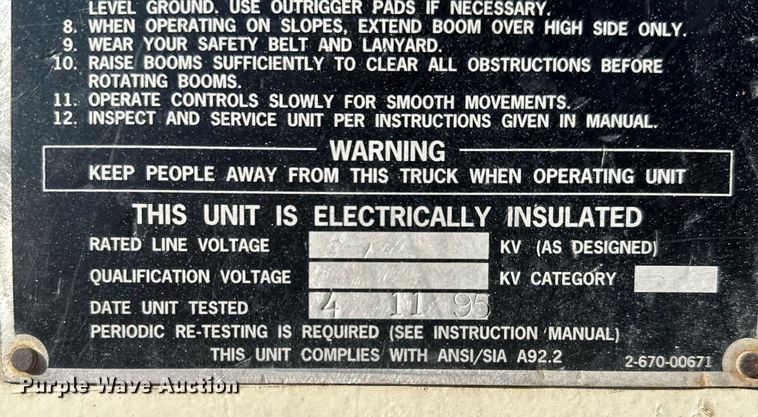 LEVEL GROUND. USE OUTRIGGER PADS IF NECESSARY.
8. WHEN OPERATING ON SLOPES, EXTEND BOOM OVER HIGH SIDE ONLY.
9. WEAR YOUR SAFETY BELT AND LANYARD.
10. RAISE BOOMS SUFFICIENTLY TO CLEAR ALL OBSTRUCTIONS BEFORE
ROTATING BOOMS.
11. OPERATE CONTROLS SLOWLY FOR SMOOTH MOVEMENTS.
12. INSPECT AND SERVICE UNIT PER INSTRUCTIONS GIVEN IN MANUAL.
WARNING
KEEP PEOPLE AWAY FROM THIS TRUCK WHEN OPERATING UNIT
THIS UNIT IS ELECTRICALLY INSULATED
RATED LINE VOLTAGE KV (AS DESIGNED)
QUALIFICATION VOLTAGE KV CATEGORY
DATE UNIT TESTED 4 11 95
PERIODIC RE-TESTING IS REQUIRED (SEE INSTRUCTION MANUAL)
THIS UNIT COMPLIES WITH ANSI/SIA A92.2 2-670-00671
Purple Wave Auction